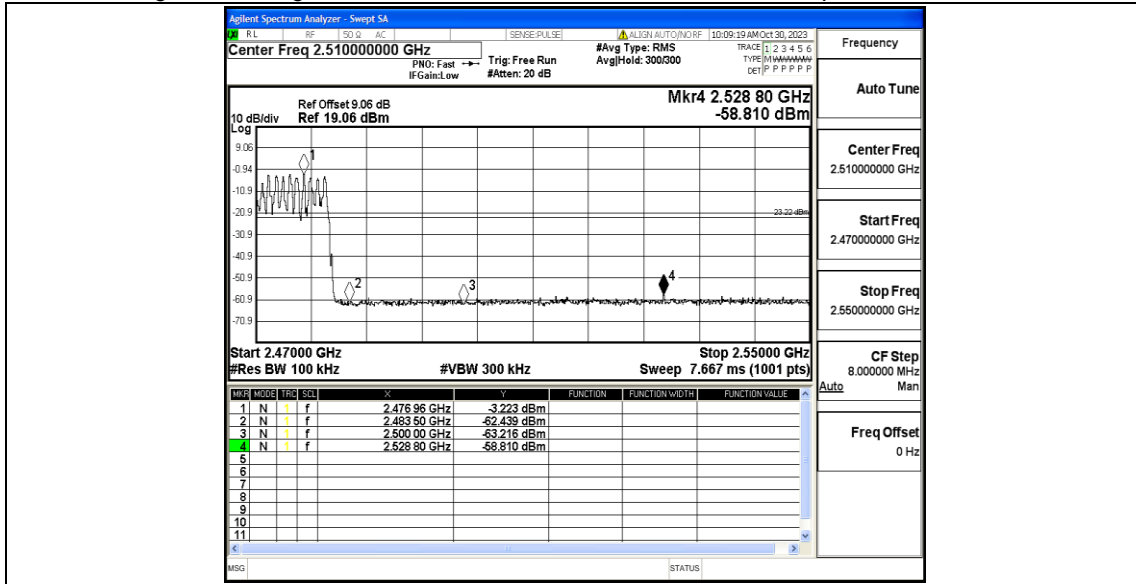 Agilent Spectrum Analyzer - Swept SA
RL RF 50 Ω AC SENSE:PULSE ALIGN AUTO/NO RF 10:09:19 AM Oct 30, 2023
Center Freq 2.510000000 GHz
PNO: Fast
IFGain:Low
Trig: Free Run
#Atten: 20 dB
#Avg Type: RMS
Avg|Hold: 300/300
TRACE 1 2 3 4 5 6
TYPE M WWWWW
DET P P P P P P
Mkr4 2.528 80 GHz
-58.810 dBm
Ref Offset 9.06 dB
10 dB/div Ref 19.06 dBm
Log
9.06
-0.94
-10.9
-20.9
-30.9
-40.9
-50.9
-60.9
-70.9
1
2
3
4
-23.22 dBm
Start 2.47000 GHz Stop 2.55000 GHz
#Res BW 100 kHz #VBW 300 kHz Sweep 7.667 ms (1001 pts)
MKR MODE TRC SCL X Y FUNCTION FUNCTION WIDTH FUNCTION VALUE
1 N 1 f 2.476 96 GHz -3.223 dBm
2 N 1 f 2.483 50 GHz -62.439 dBm
3 N 1 f 2.500 00 GHz -63.216 dBm
4 N 1 f 2.528 80 GHz -58.810 dBm
5
6
7
8
9
10
11
MSG STATUS
Frequency
Auto Tune
Center Freq
2.510000000 GHz
Start Freq
2.470000000 GHz
Stop Freq
2.550000000 GHz
CF Step
8.000000 MHz
Auto Man
Freq Offset
0 Hz